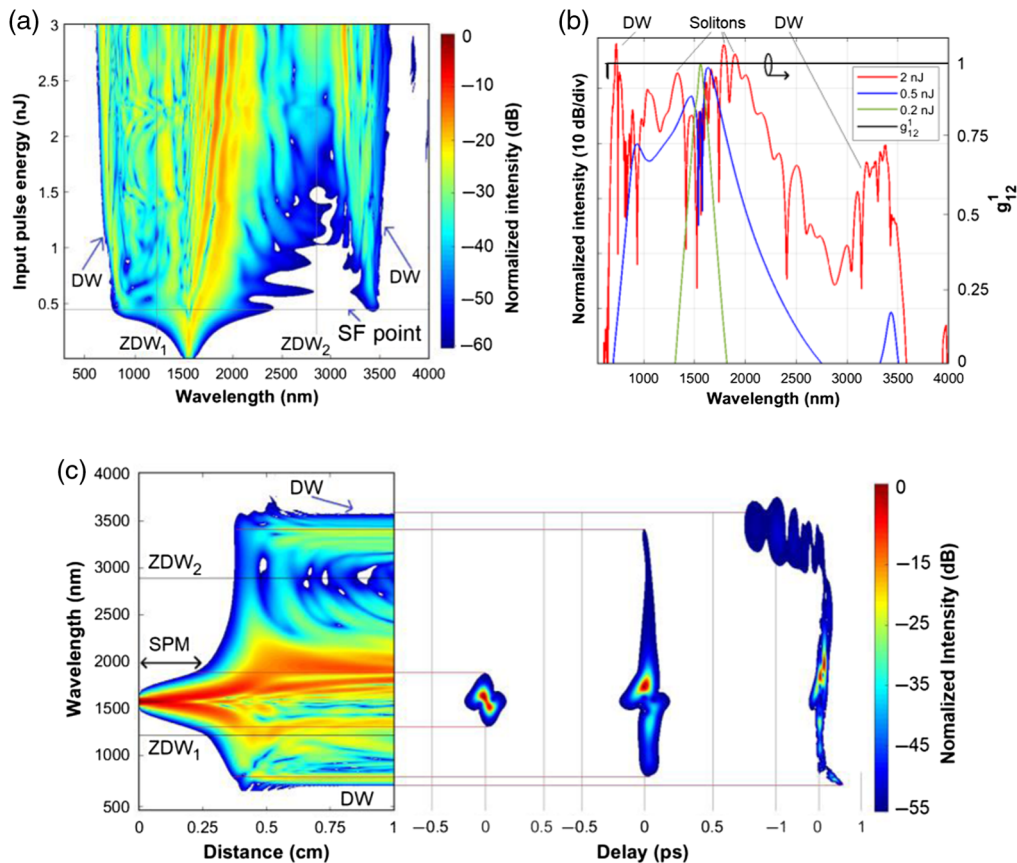 (a)
3
2.5
2
1.5
1
0.5
Input pulse energy (nJ)
DW
DW
SF point
ZDW1
ZDW2
500 1000 1500 2000 2500 3000 3500 4000
Wavelength (nm)
0
−10
−20
−30
−40
−50
−60
Normalized intensity (dB)
(b)
DW Solitons DW
2 nJ
0.5 nJ
0.2 nJ
g¹₁₂
Normalized intensity (10 dB/div)
1
0.75
0.5
0.25
0
g¹₁₂
1000 1500 2000 2500 3000 3500 4000
Wavelength (nm)
(c)
4000
3500
3000
2500
2000
1500
1000
500
Wavelength (nm)
DW
ZDW2
SPM
ZDW1
DW
0 0.25 0.5 0.75 1
Distance (cm)
−0.5 0 0.5 −0.5 0 0.5 −1 0 1
Delay (ps)
0
−15
−25
−35
−45
−55
Nomalized Intensity (dB)